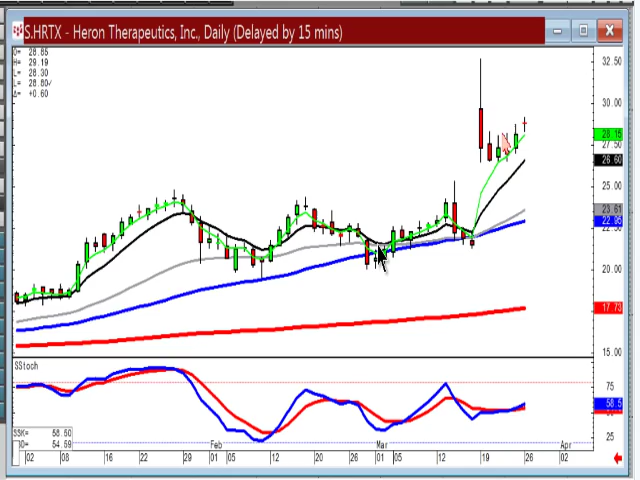 S.HRTX - Heron Therapeutics, Inc., Daily (Delayed by 15 mins)
O= 28.85
H= 29.19
L= 28.30
L= 28.80
Δ= +0.60
32.50
30.00
28.15
27.50
26.60
25.00
23.61
22.85
20.00
17.73
15.00
SStoch
75
58.5
25
SSK= 58.50
54.59
Feb Mar Apr
02 08 16 22 29 01 05 12 20 26 01 05 12 19 26 02